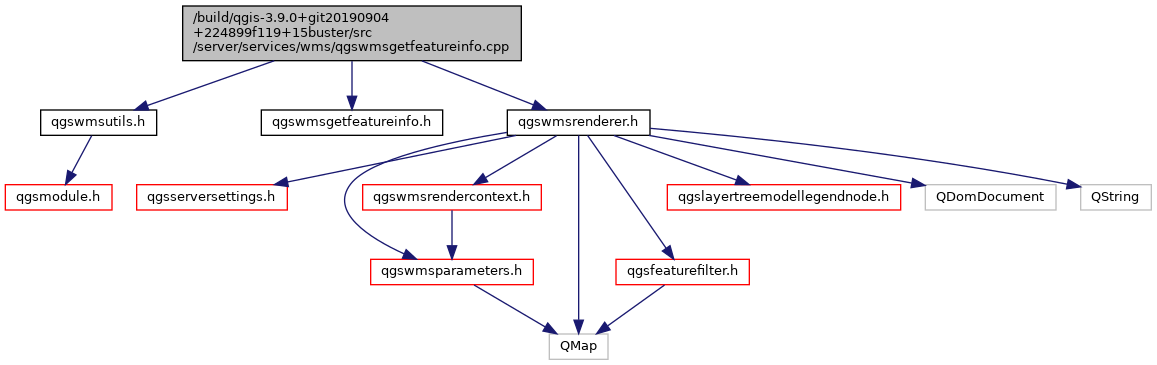 /build/qgis-3.9.0+git20190904
+224899f119+15buster/src
/server/services/wms/qgswmsgetfeatureinfo.cpp
qgswmsutils.h
qgswmsgetfeatureinfo.h
qgswmsrenderer.h
qgsmodule.h
qgsserversettings.h
qgswmsrendercontext.h
qgslayertreemodellegendnode.h
QDomDocument
QString
qgswmsparameters.h
qgsfeaturefilter.h
QMap